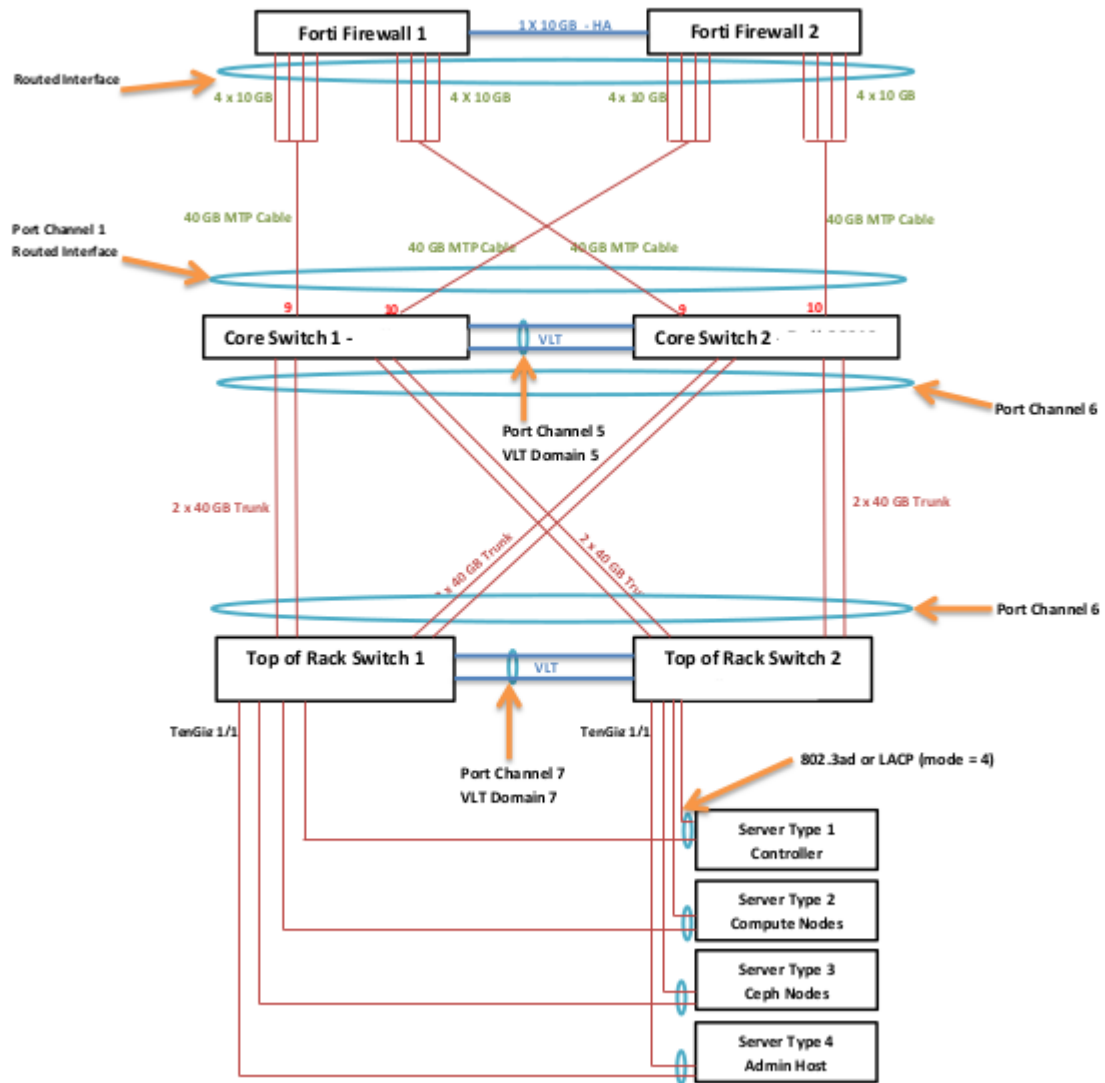 Forti Firewall 1
1 X 10 GB - HA
Forti Firewall 2
Routed Interface
4 x 10 GB
4 X 10 GB
4 x 10 GB
4 x 10 GB
40 GB MTP Cable
40 GB MTP Cable
40 GB MTP Cable
40 GB MTP Cable
Port Channel 1
Routed Interface
9
10
9
10
Core Switch 1 -
VLT
Core Switch 2 -
Port Channel 5
VLT Domain 5
Port Channel 6
2 x 40 GB Trunk
x 40 GB Trunk
2 x 40 GB Trunk
2 x 40 GB Trunk
Port Channel 6
Top of Rack Switch 1
VLT
Top of Rack Switch 2
TenGig 1/1
TenGig 1/1
Port Channel 7
VLT Domain 7
802.3ad or LACP (mode = 4)
Server Type 1
Controller
Server Type 2
Compute Nodes
Server Type 3
Ceph Nodes
Server Type 4
Admin Host